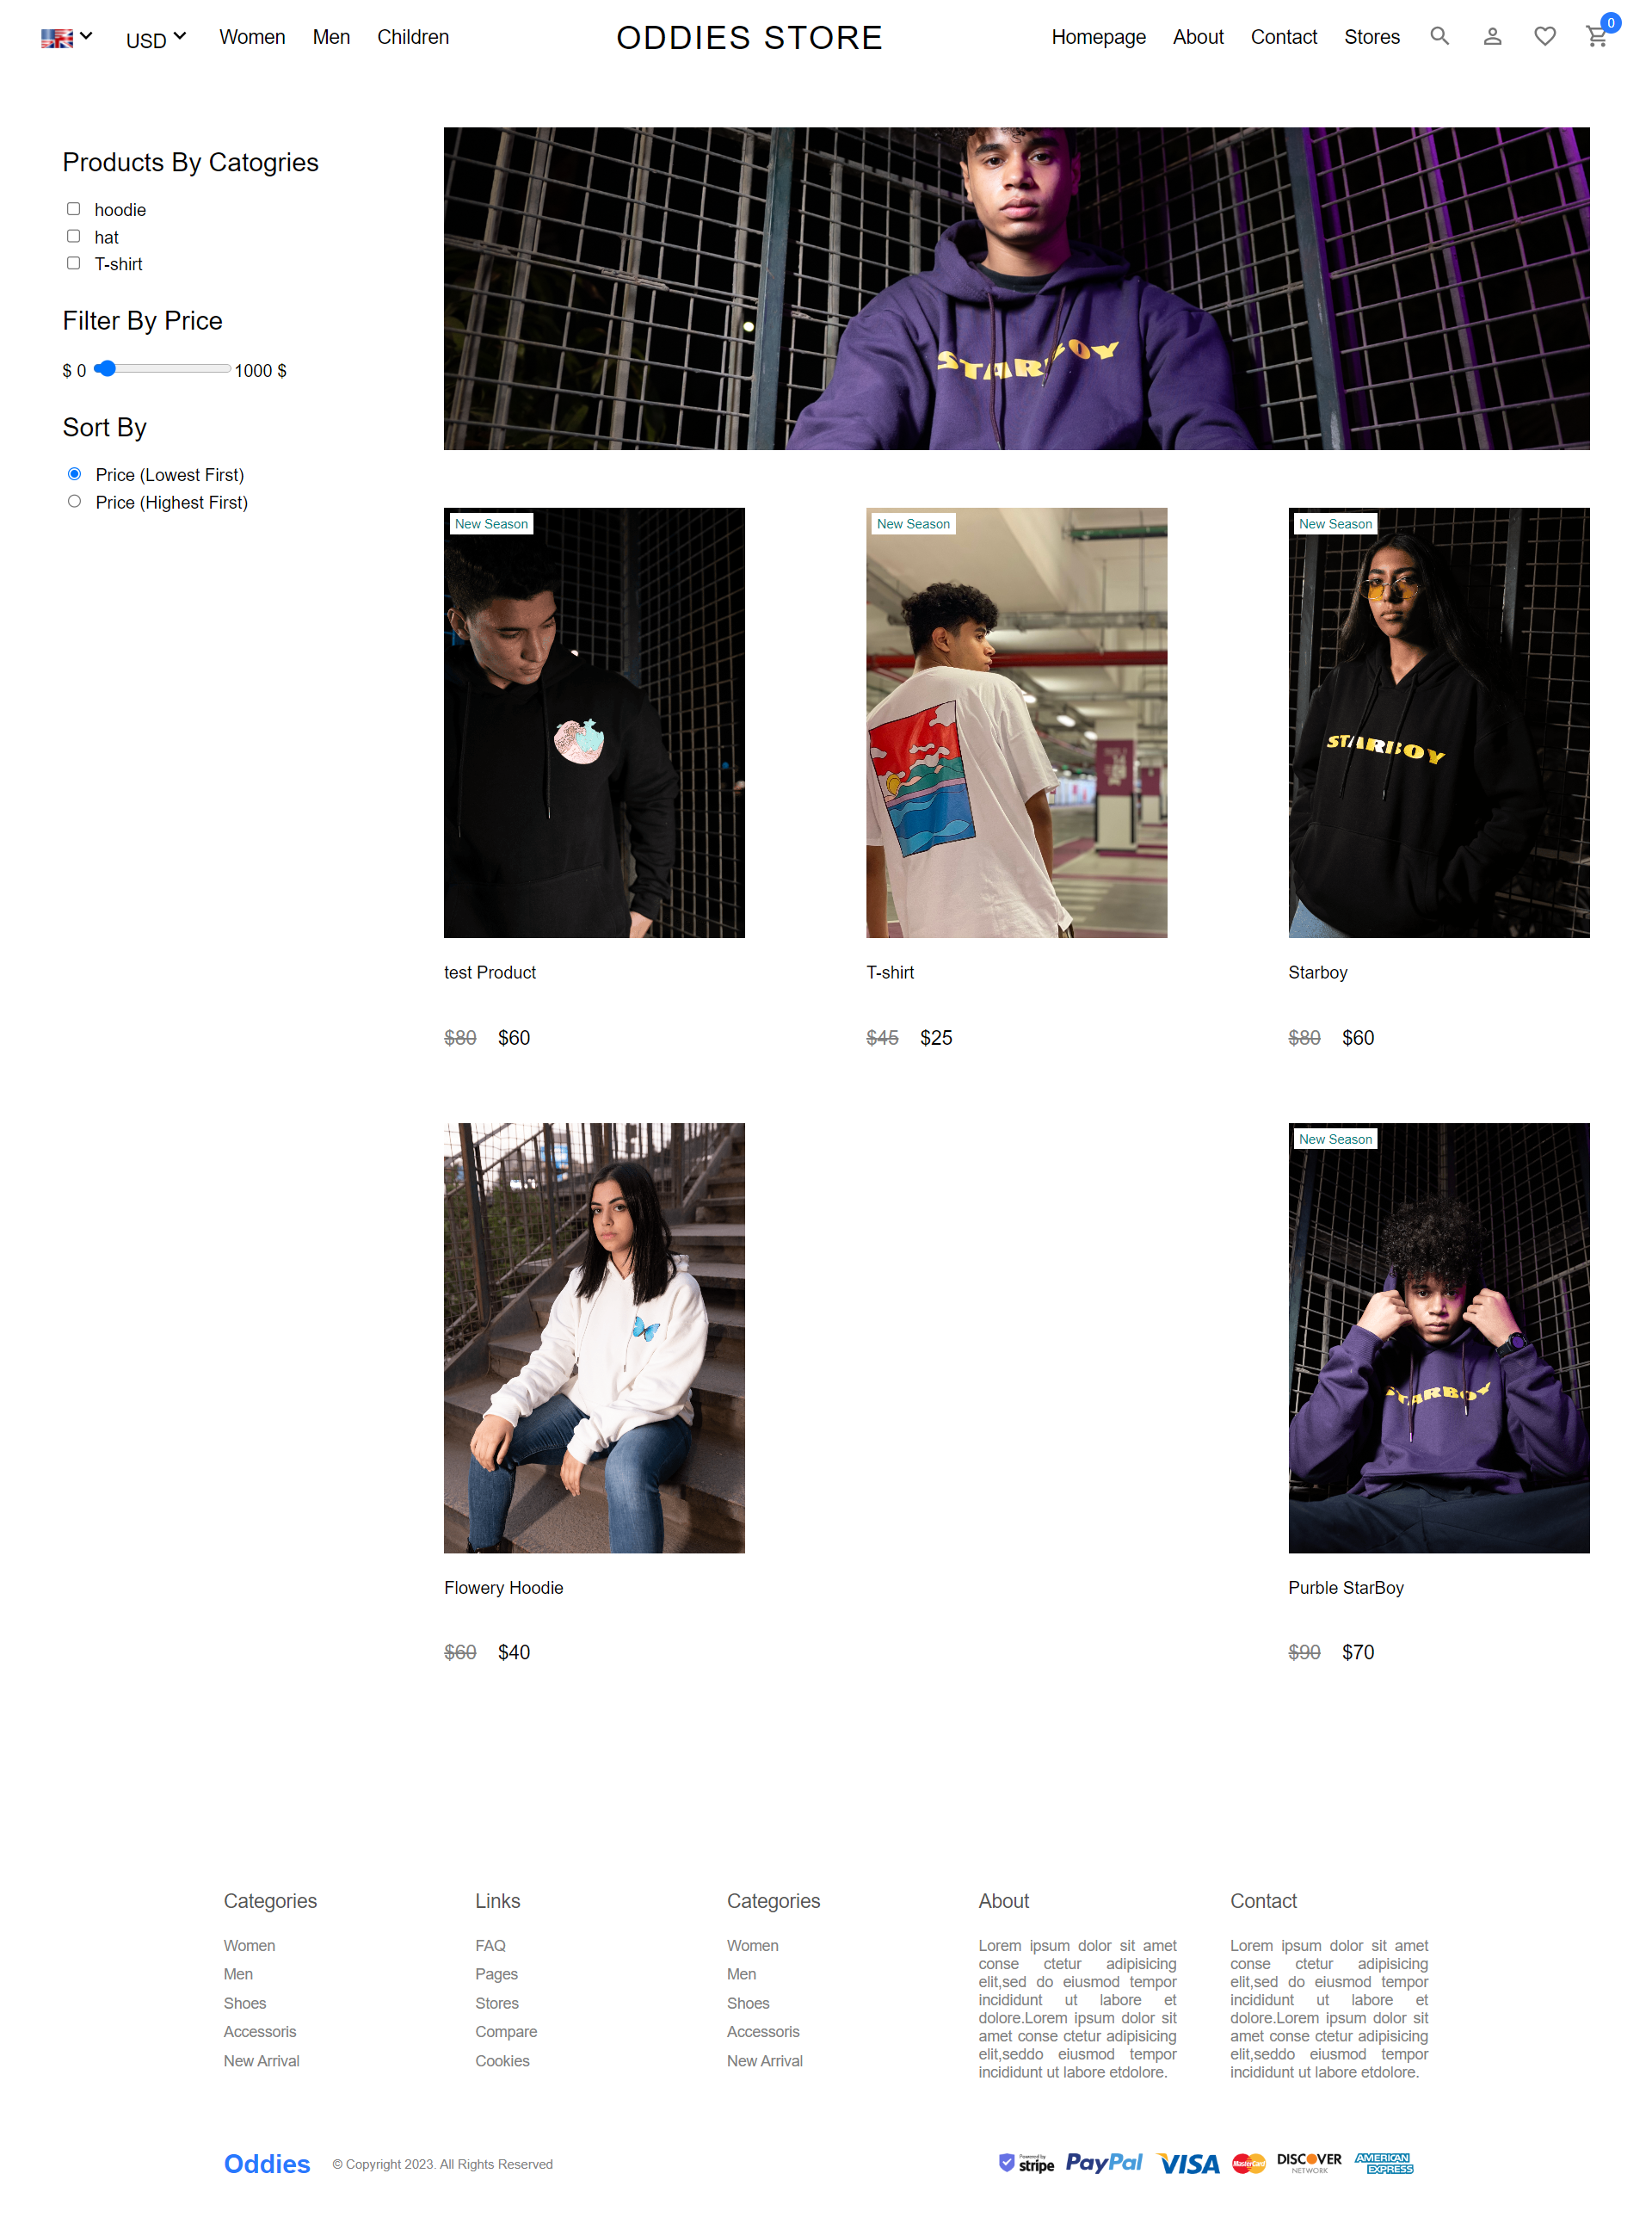 USD Women Men Children ODDIES STORE Homepage About Contact Stores 0
Products By Catogries
hoodie
hat
T-shirt
Filter By Price
$ 0 1000 $
Sort By
Price (Lowest First)
Price (Highest First)
STARBOY
New Season
New Season
New Season
STARBOY
test Product
$80 $60
T-shirt
$45 $25
Starboy
$80 $60
New Season
STARBOY
Flowery Hoodie
$60 $40
Purble StarBoy
$90 $70
Categories
Women
Men
Shoes
Accessoris
New Arrival
Links
FAQ
Pages
Stores
Compare
Cookies
Categories
Women
Men
Shoes
Accessoris
New Arrival
About
Lorem ipsum dolor sit amet
conse ctetur adipisicing
elit,sed do eiusmod tempor
incididunt ut labore et
dolore.Lorem ipsum dolor sit
amet conse ctetur adipisicing
elit,seddo eiusmod tempor
incididunt ut labore etdolore.
Contact
Lorem ipsum dolor sit amet
conse ctetur adipisicing
elit,sed do eiusmod tempor
incididunt ut labore et
dolore.Lorem ipsum dolor sit
amet conse ctetur adipisicing
elit,seddo eiusmod tempor
incididunt ut labore etdolore.
Oddies © Copyright 2023. All Rights Reserved
Powered by
stripe PayPal VISA MasterCard DISCOVER NETWORK AMERICAN EXPRESS